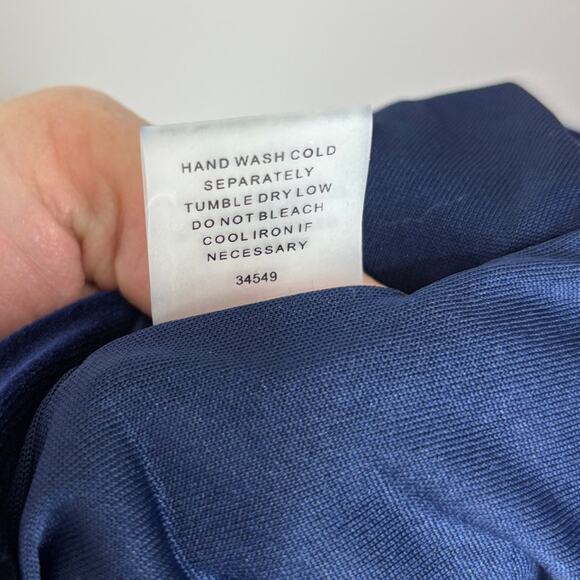 HAND WASH COLD
SEPARATELY
TUMBLE DRY LOW
DO NOT BLEACH
COOL IRON IF
NECESSARY
34549